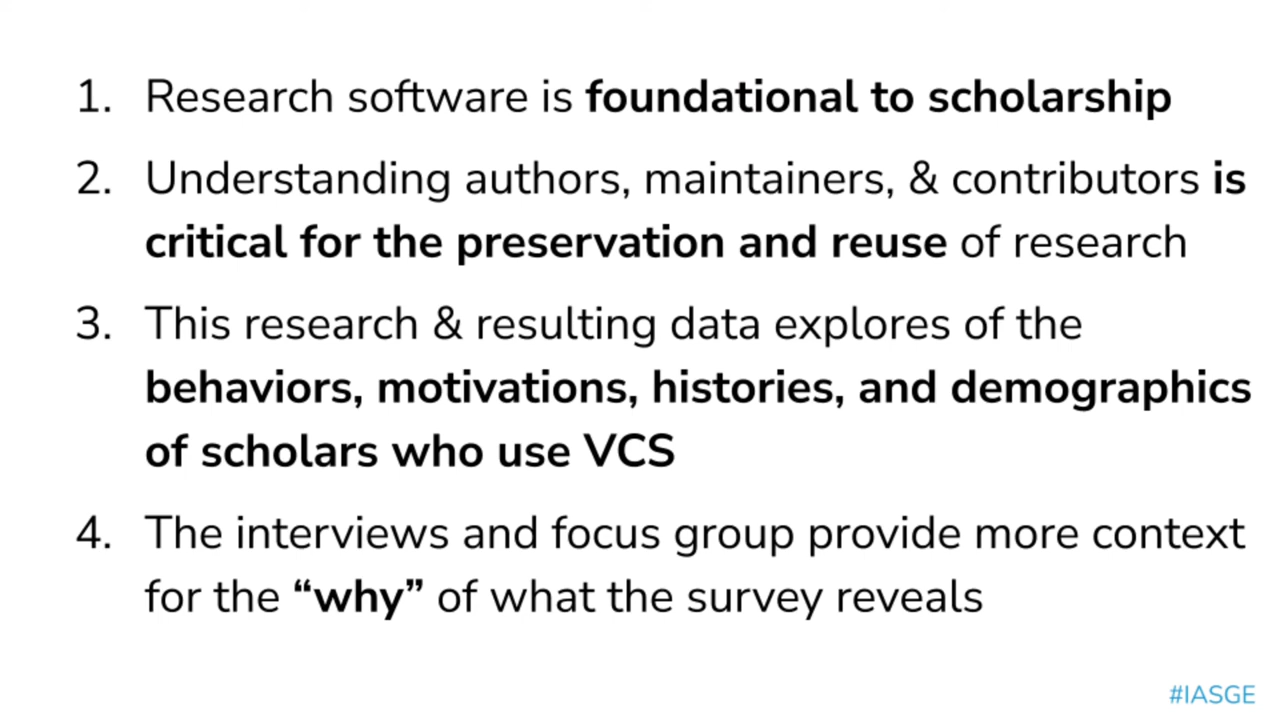 1. Research software is foundational to scholarship
2. Understanding authors, maintainers, & contributors is
critical for the preservation and reuse of research
3. This research & resulting data explores of the
behaviors, motivations, histories, and demographics
of scholars who use VCS
4. The interviews and focus group provide more context
for the “why” of what the survey reveals
#IASGE